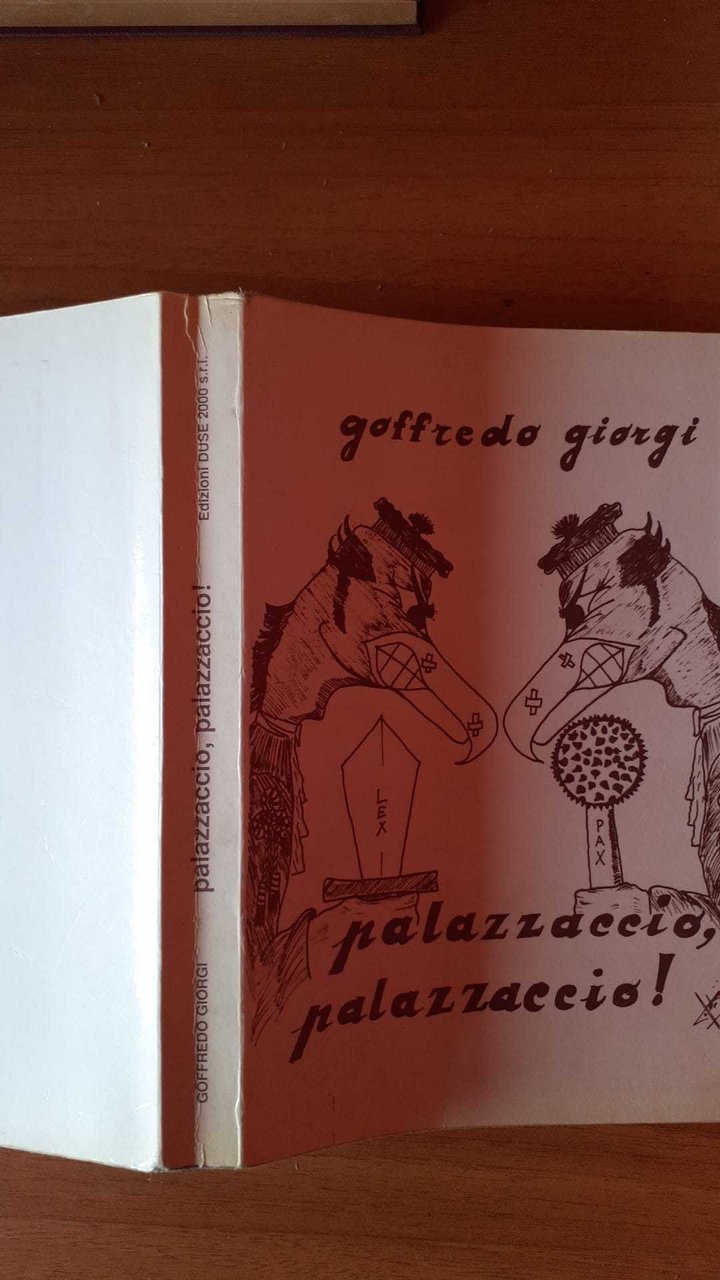 GOFFREDO GIORGI palazzaccio, palazzaccio! Edizioni DUSE 2000 s.r.l.
goffredo giorgi
LEX
PAX
palazzaccio,
palazzaccio!